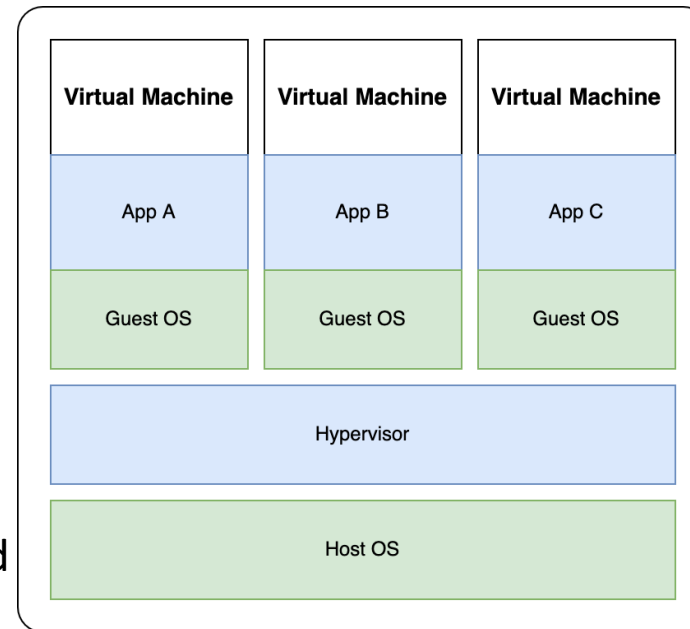 Virtual Machine Virtual Machine Virtual Machine
App A App B App C
Guest OS Guest OS Guest OS
Hypervisor
Host OS